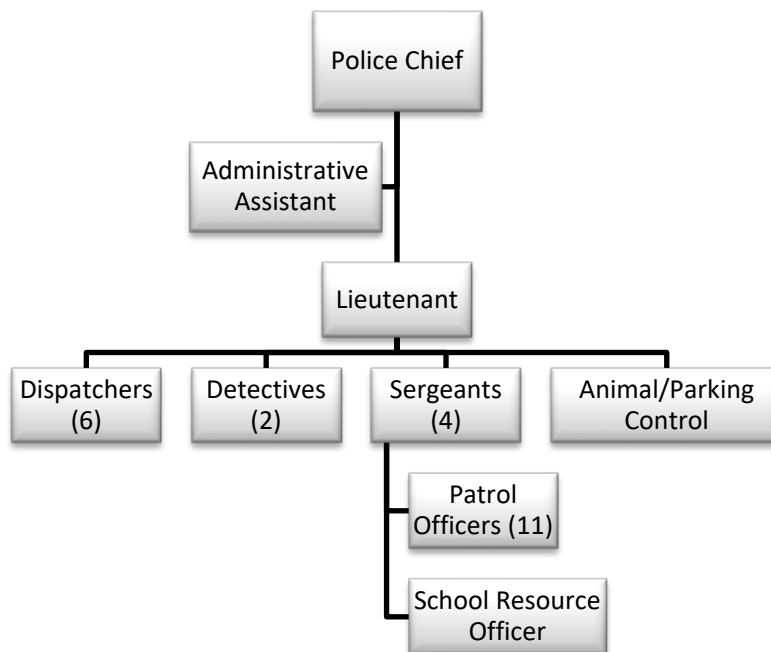 Police Chief
Administrative
Assistant
Lieutenant
Dispatchers
(6)
Detectives
(2)
Sergeants
(4)
Animal/Parking
Control
Patrol
Officers (11)
School Resource
Officer